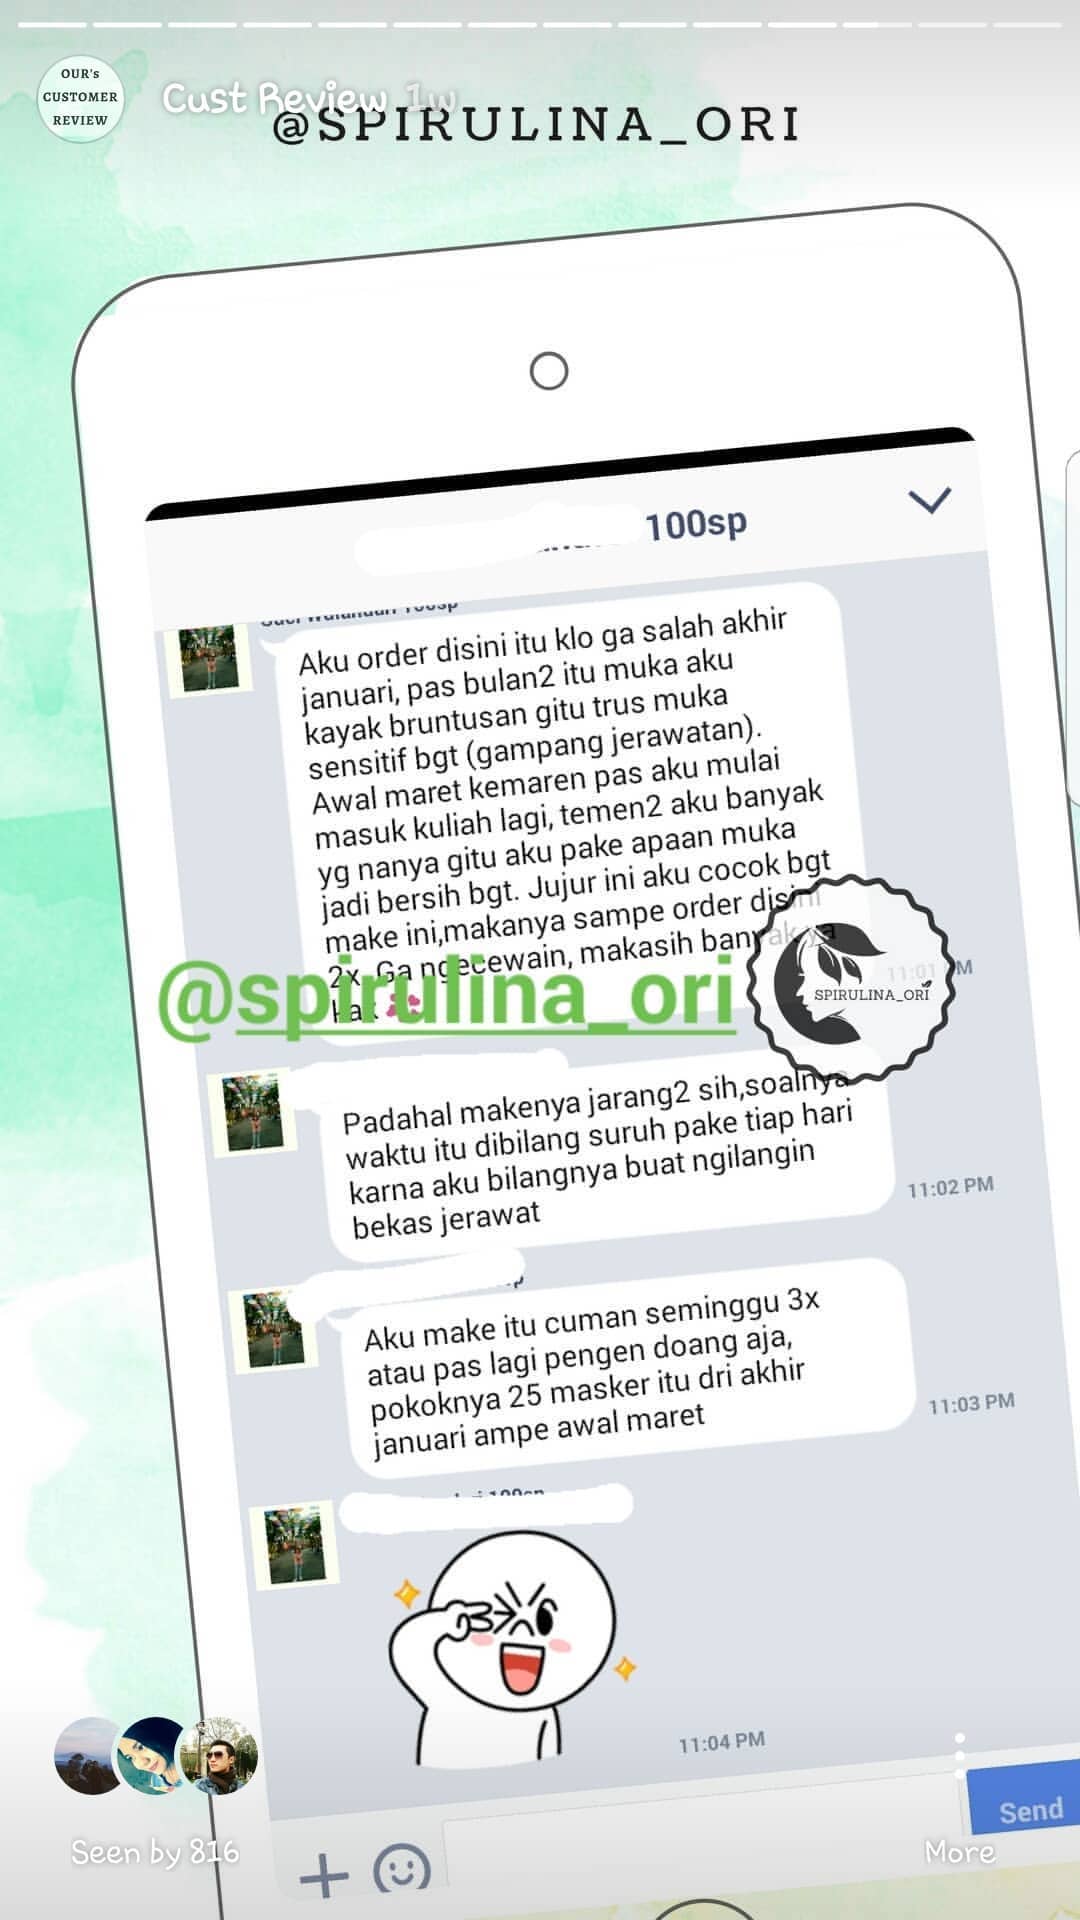 OUR's
CUSTOMER
REVIEW
Cust Review 1w
@SPIRULINA_ORI
100sp
100sp
Aku order disini itu klo ga salah akhir
januari, pas bulan2 itu muka aku
kayak bruntusan gitu trus muka
sensitif bgt (gampang jerawatan).
Awal maret kemaren pas aku mulai
masuk kuliah lagi, temen2 aku banyak
yg nanya gitu aku pake apaan muka
jadi bersih bgt. Jujur ini aku cocok bgt
make ini,makanya sampe order disini
2x. Ga ngecewain, makasih banyak ya
kak
11:01 PM
@spirulina_ori
SPIRULINA_ORI
Padahal makenya jarang2 sih,soalnya
waktu itu dibilang suruh pake tiap hari
karna aku bilangnya buat ngilangin
bekas jerawat
11:02 PM
Aku make itu cuman seminggu 3x
atau pas lagi pengen doang aja,
pokoknya 25 masker itu dri akhir
januari ampe awal maret
11:03 PM
11:04 PM
Send
Seen by 816
More